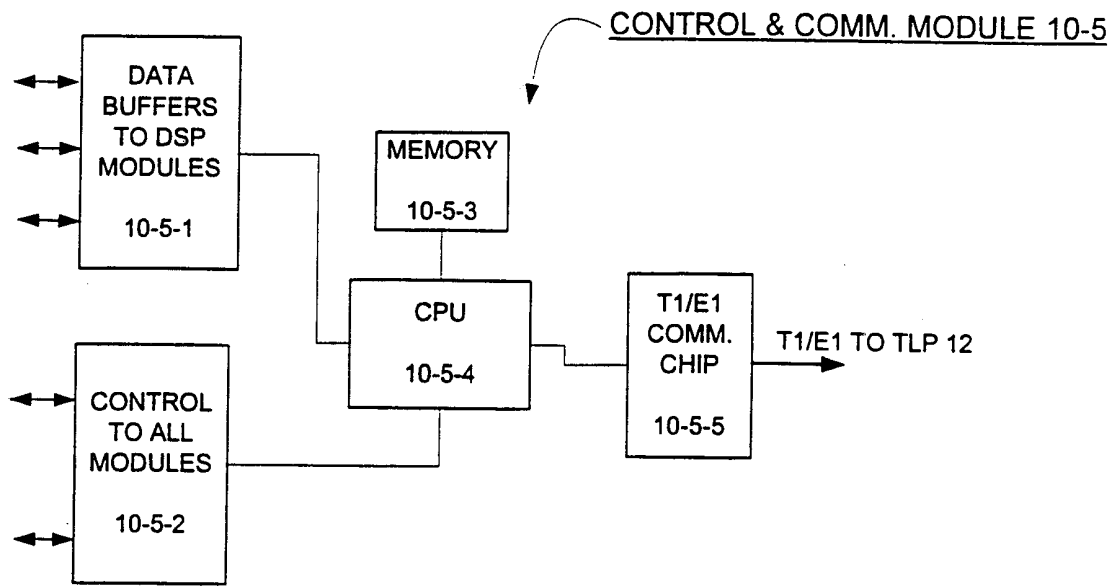 CONTROL & COMM. MODULE 10-5
DATA
BUFFERS
TO DSP
MODULES
10-5-1
MEMORY
10-5-3
CPU
10-5-4
T1/E1
COMM.
CHIP
10-5-5
T1/E1 TO TLP 12
CONTROL
TO ALL
MODULES
10-5-2